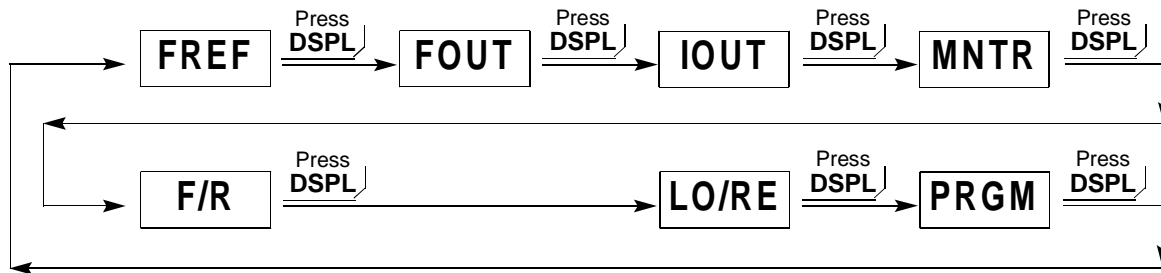 Press DSPL Press DSPL Press DSPL Press DSPL
FREF FOUT IOUT MNTR
Press DSPL Press DSPL Press DSPL
F/R LO/RE PRGM